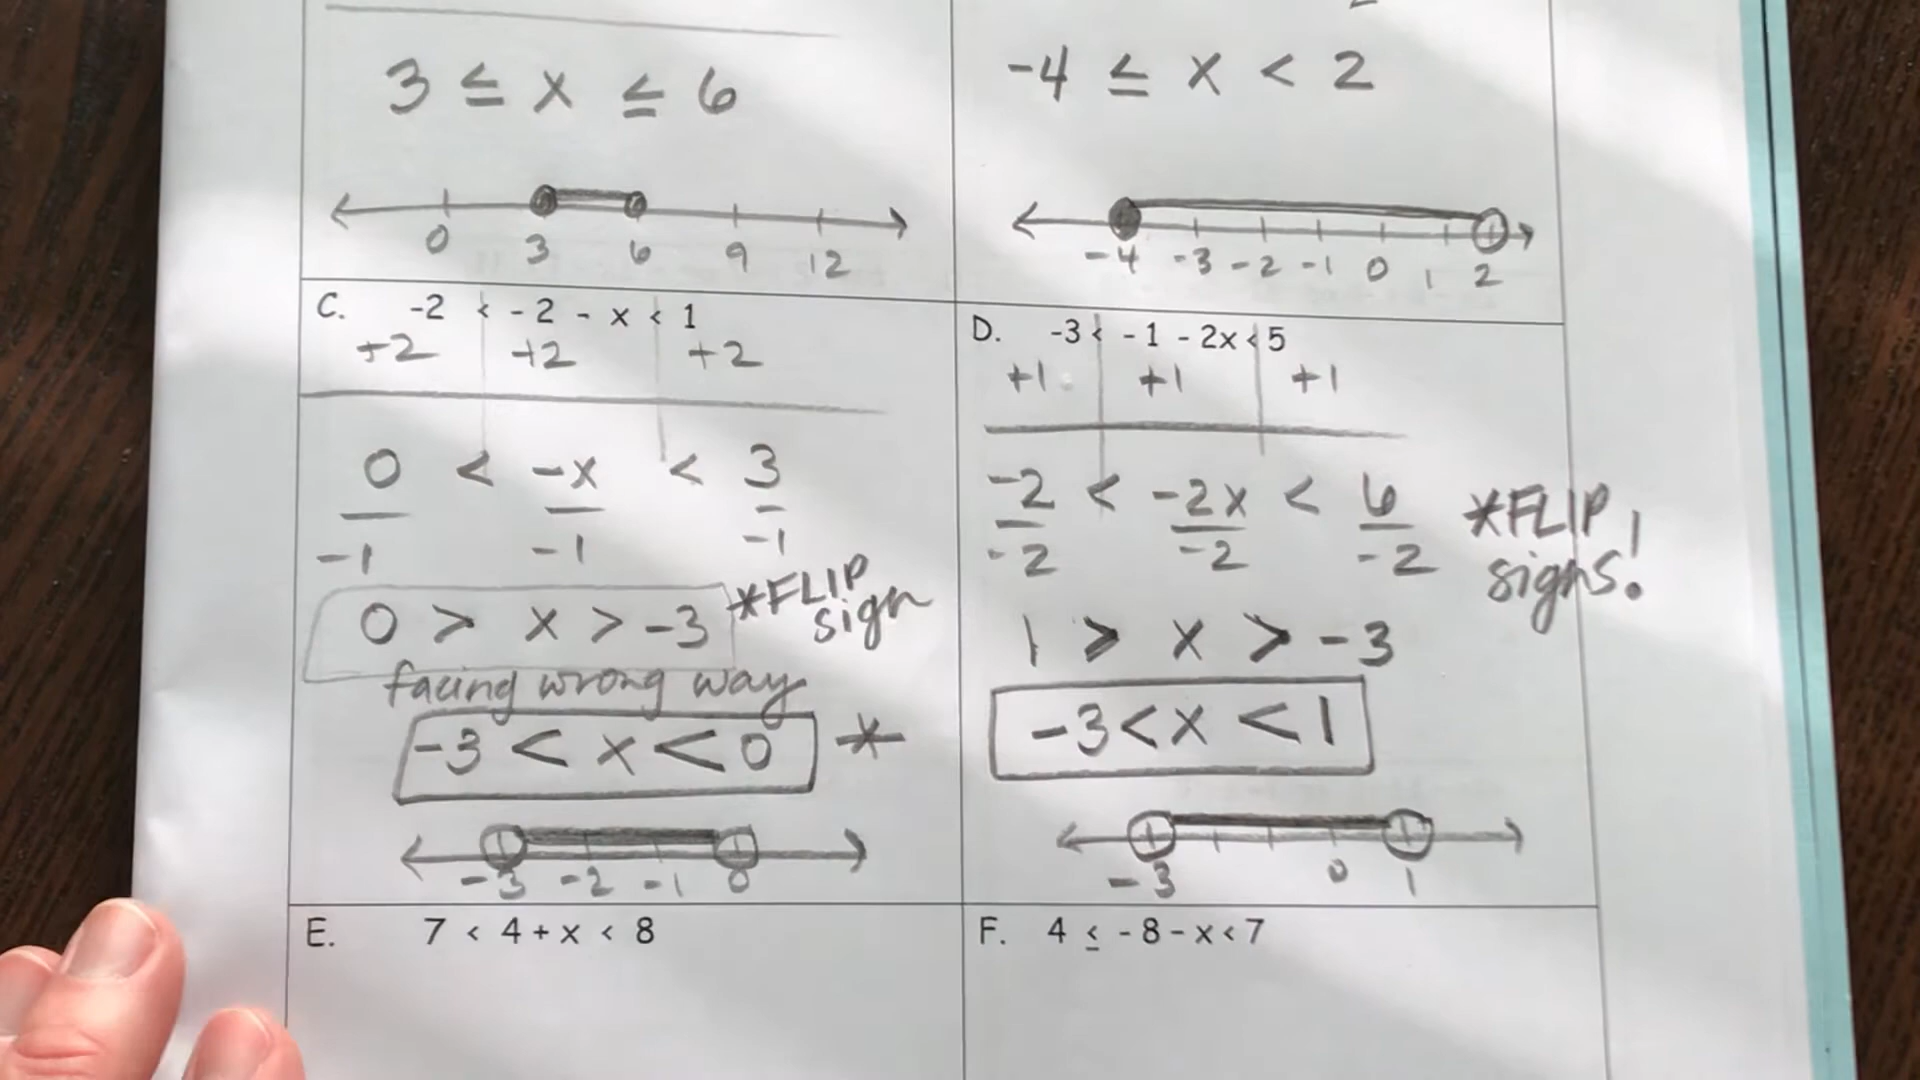 3 ≤ x ≤ 6
0 3 6 9 12
-4 ≤ x < 2
-4 -3 -2 -1 0 1 2
C. -2 < -2 - x < 1
+2 +2 +2
0 < -x < 3
-1 -1 -1
0 > x > -3 *FLIP
sign
facing wrong way
-3 < x < 0 *
-3 -2 -1 0
D. -3 < -1 - 2x < 5
+1 +1 +1
-2 < -2x < 6 *FLIP
-2 -2 -2 signs!
1 > x > -3
-3 < x < 1
-3 0 1
E. 7 < 4 + x < 8
F. 4 ≤ -8 - x < 7